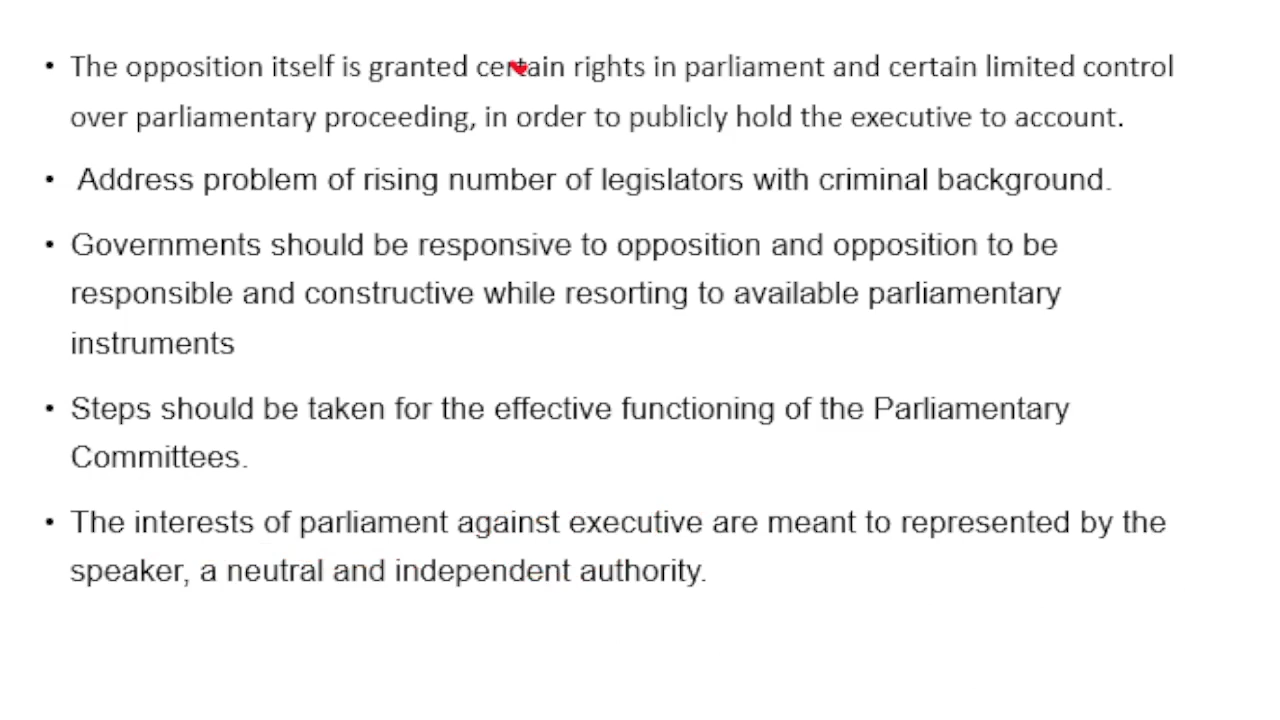 • The opposition itself is granted certain rights in parliament and certain limited control
over parliamentary proceeding, in order to publicly hold the executive to account.
• Address problem of rising number of legislators with criminal background.
• Governments should be responsive to opposition and opposition to be
responsible and constructive while resorting to available parliamentary
instruments
• Steps should be taken for the effective functioning of the Parliamentary
Committees.
• The interests of parliament against executive are meant to represented by the
speaker, a neutral and independent authority.